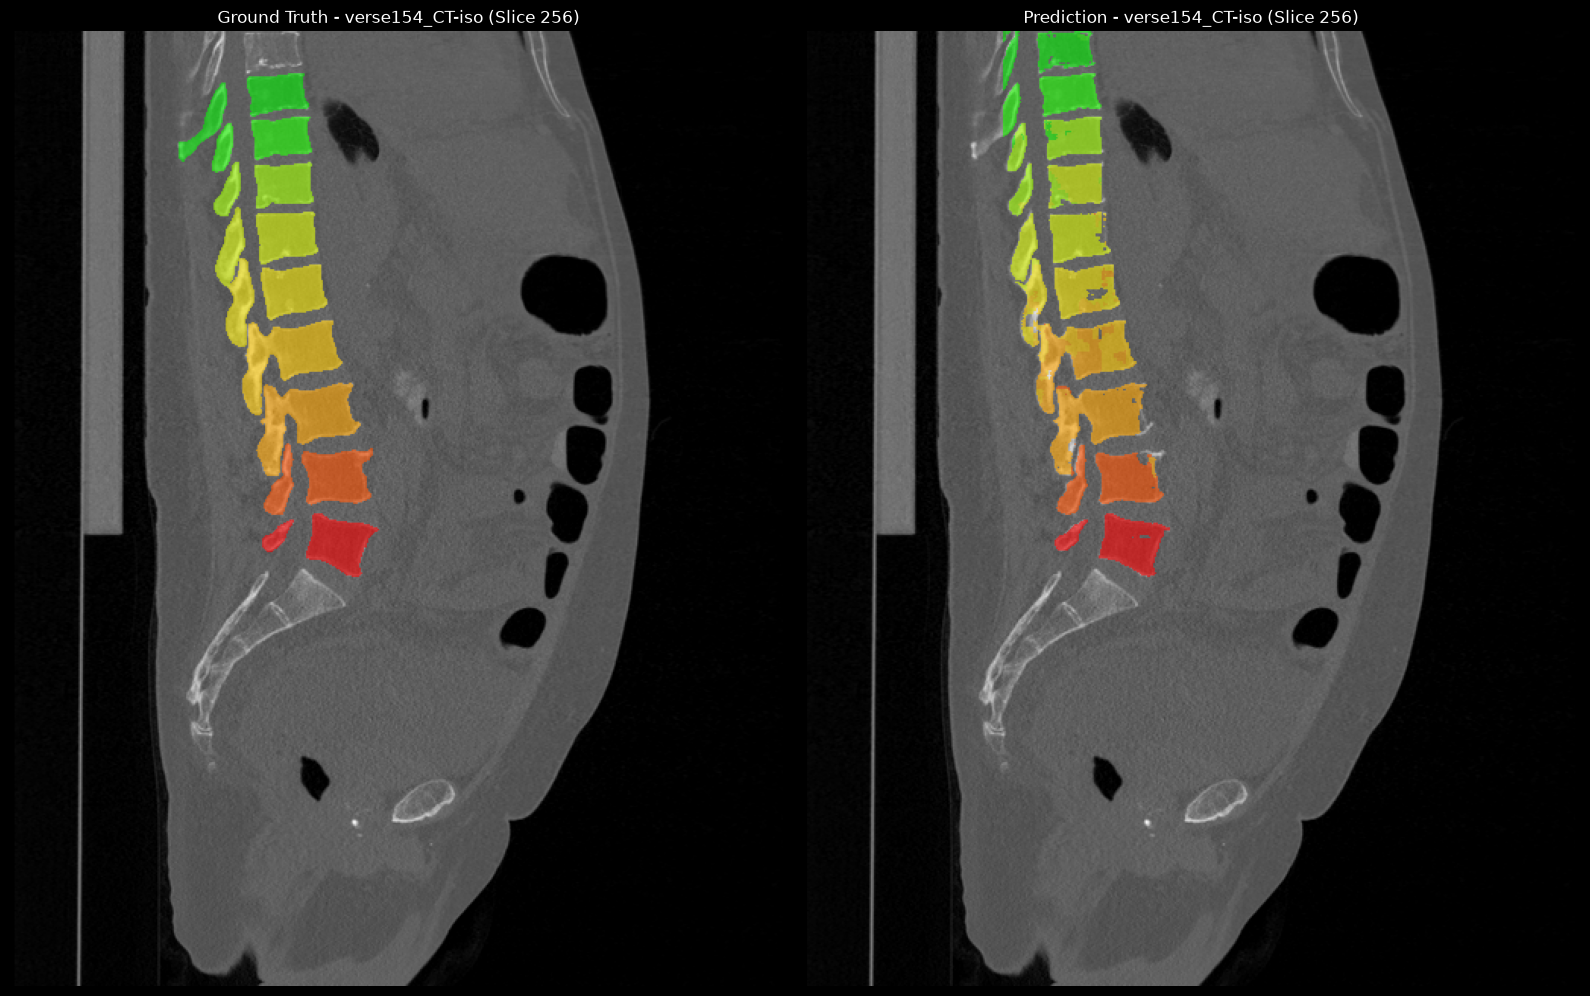 Ground Truth - verse154_CT-iso (Slice 256)
Prediction - verse154_CT-iso (Slice 256)